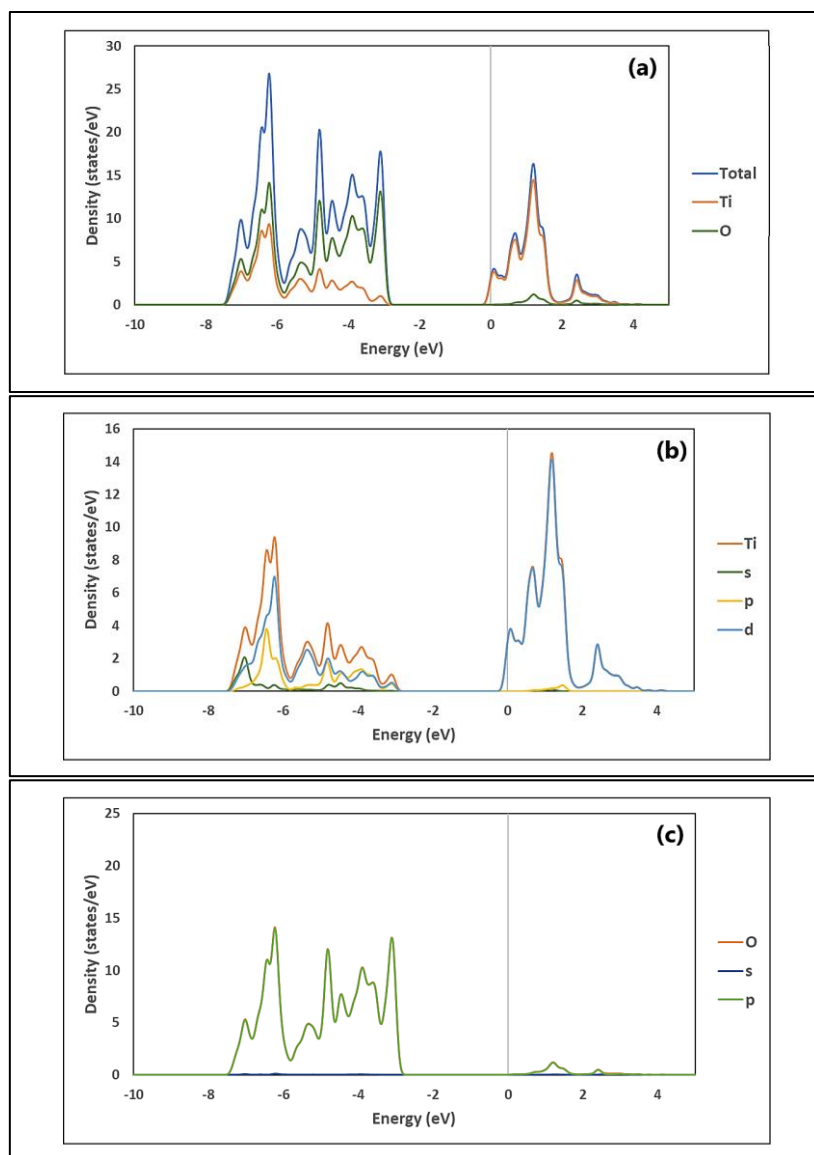 (a)
30
25
20
15
10
5
0
Density (states/eV)
-10 -8 -6 -4 -2 0 2 4
Energy (eV)
Total
Ti
O
(b)
16
14
12
10
8
6
4
2
0
Density (states/eV)
-10 -8 -6 -4 -2 0 2 4
Energy (eV)
Ti
s
p
d
(c)
25
20
15
10
5
0
Density (states/eV)
-10 -8 -6 -4 -2 0 2 4
Energy (eV)
O
s
p